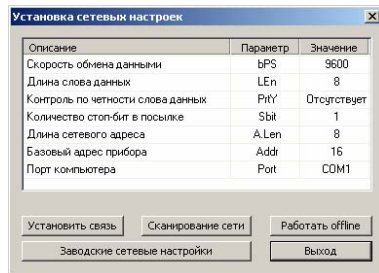 Установка сетевых настроек
Описание Параметр Значение
Скорость обмена данными bPS 9600
Длина слова данных LEn 8
Контроль по четности слова данных PrtY Отсутствует
Количество стоп-бит в посылке Sbit 1
Длина сетевого адреса A.Len 8
Базовый адрес прибора Addr 16
Порт компьютера Port COM1
Установить связь Сканирование сети Работать offline
Заводские сетевые настройки Выход